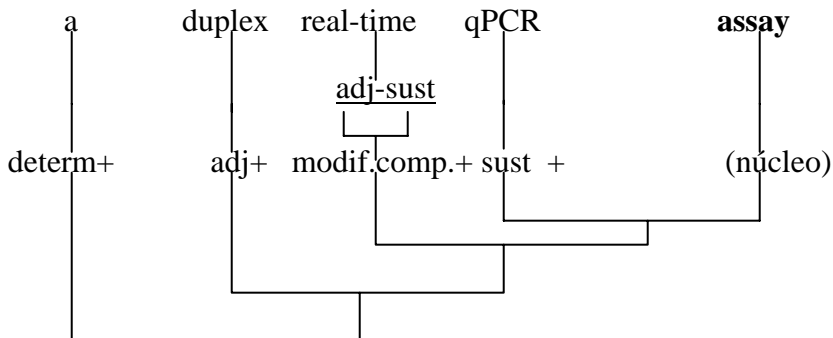 a duplex real-time qPCR assay
adj-sust
determ+ adj+ modif.comp.+ sust + (núcleo)